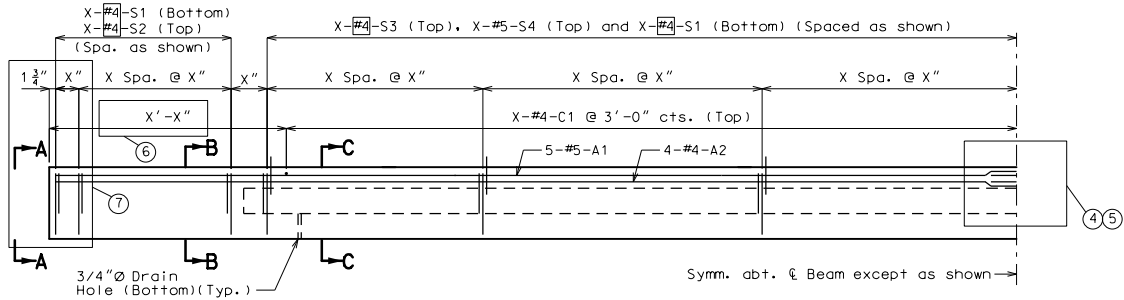 X-#4-S1 (Bottom)
X-#4-S2 (Top)
(Spa. as shown)
X-#4-S3 (Top), X-#5-S4 (Top) and X-#4-S1 (Bottom) (Spaced as shown)
1 3/4" X" X Spa. @ X" X" X Spa. @ X" X Spa. @ X" X Spa. @ X"
X'-X" X-#4-C1 @ 3'-0" cts. (Top)
6
A B C
5-#5-A1 4-#4-A2
7
4 5
A B C
3/4"Ø Drain
Hole (Bottom)(Typ.)
Symm. abt. ℄ Beam except as shown